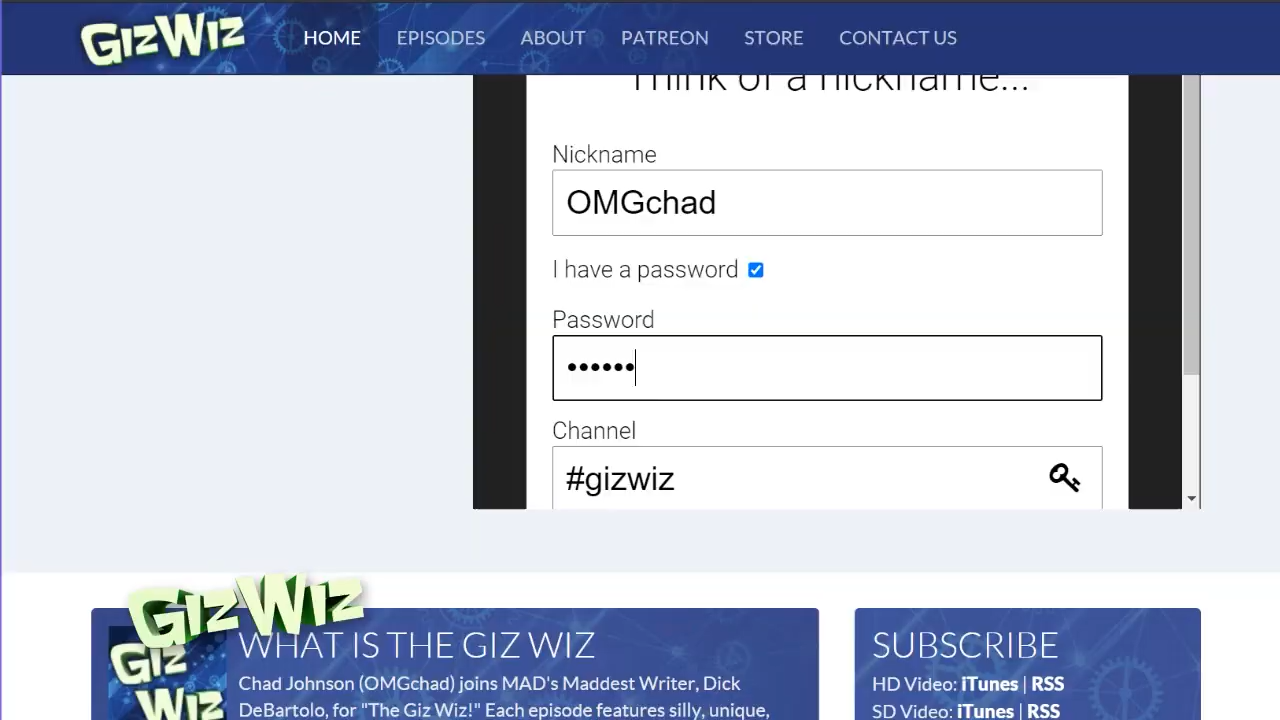 GIZWIZ
HOME EPISODES ABOUT PATREON STORE CONTACT US
Think of a nickname...
Nickname
OMGchad
I have a password
Password
••••••
Channel
#gizwiz
GIZWIZ
GIZ
WIZ
WHAT IS THE GIZ WIZ
Chad Johnson (OMGchad) joins MAD's Maddest Writer, Dick
DeBartolo, for "The Giz Wiz!" Each episode features silly, unique,
SUBSCRIBE
HD Video: iTunes | RSS
SD Video: iTunes | RSS